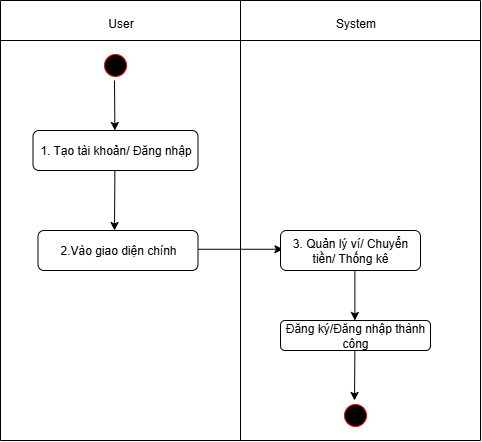 User
System
1. Tạo tài khoản/ Đăng nhập
2.Vào giao diện chính
3. Quản lý ví/ Chuyển
tiền/ Thống kê
Đăng ký/Đăng nhập thành
công